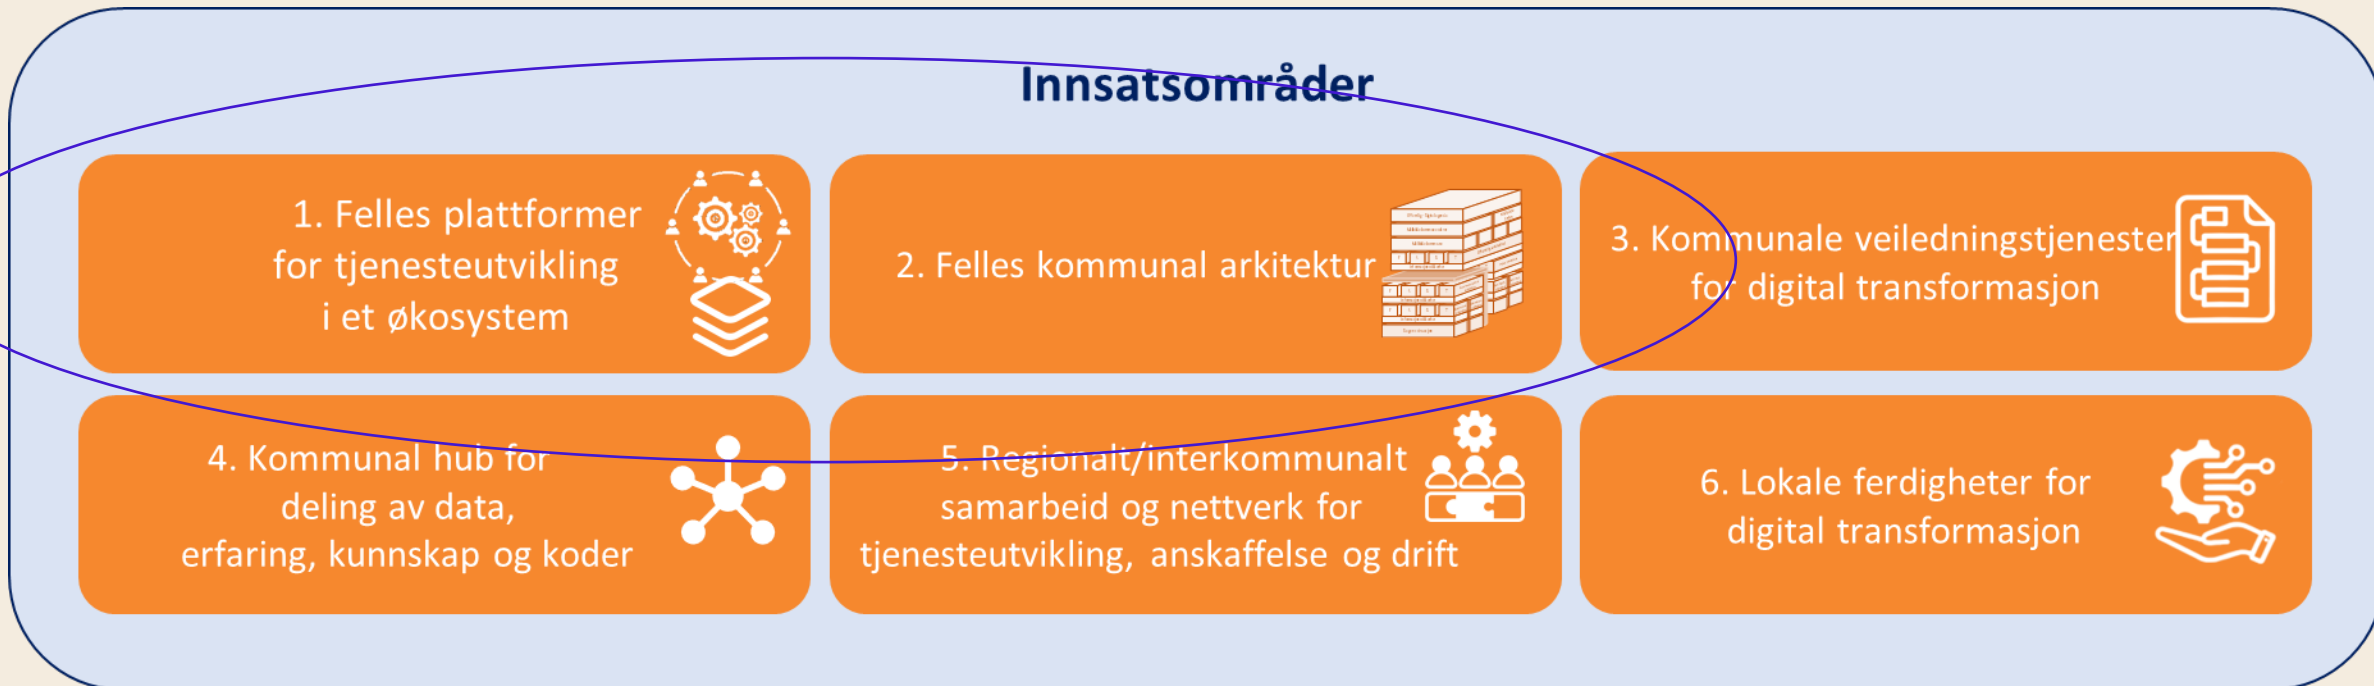 Innsatsområder
1. Felles plattformer
for tjenesteutvikling
i et økosystem
2. Felles kommunal arkitektur
3. Kommunale veiledningstjenester
for digital transformasjon
4. Kommunal hub for
deling av data,
erfaring, kunnskap og koder
5. Regionalt/interkommunalt
samarbeid og nettverk for
tjenesteutvikling, anskaffelse og drift
6. Lokale ferdigheter for
digital transformasjon